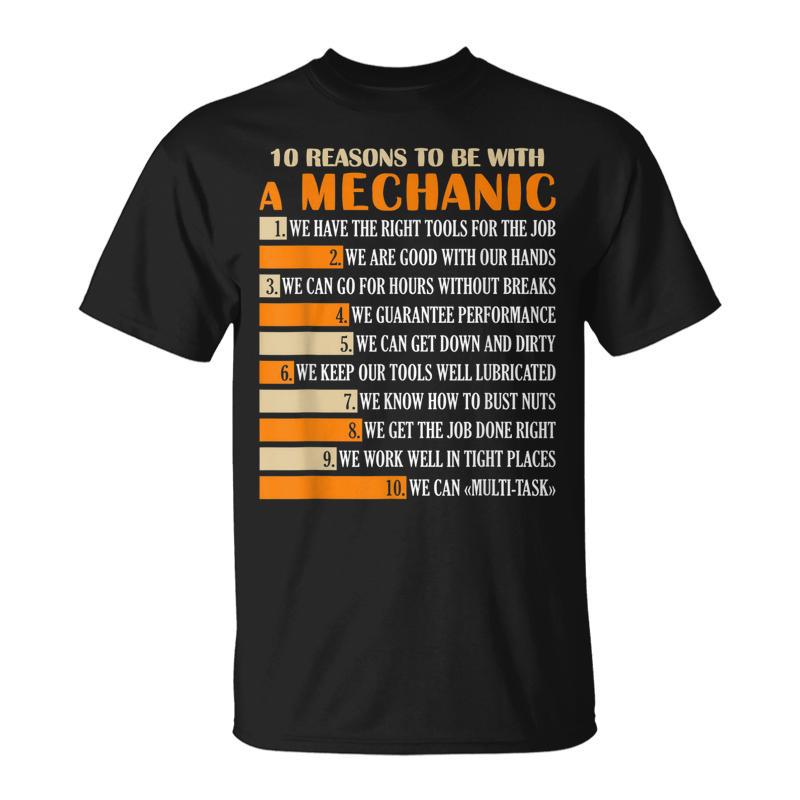 10 REASONS TO BE WITH
A MECHANIC
1. WE HAVE THE RIGHT TOOLS FOR THE JOB
2. WE ARE GOOD WITH OUR HANDS
3. WE CAN GO FOR HOURS WITHOUT BREAKS
4. WE GUARANTEE PERFORMANCE
5. WE CAN GET DOWN AND DIRTY
6. WE KEEP OUR TOOLS WELL LUBRICATED
7. WE KNOW HOW TO BUST NUTS
8. WE GET THE JOB DONE RIGHT
9. WE WORK WELL IN TIGHT PLACES
10. WE CAN «MULTI-TASK»